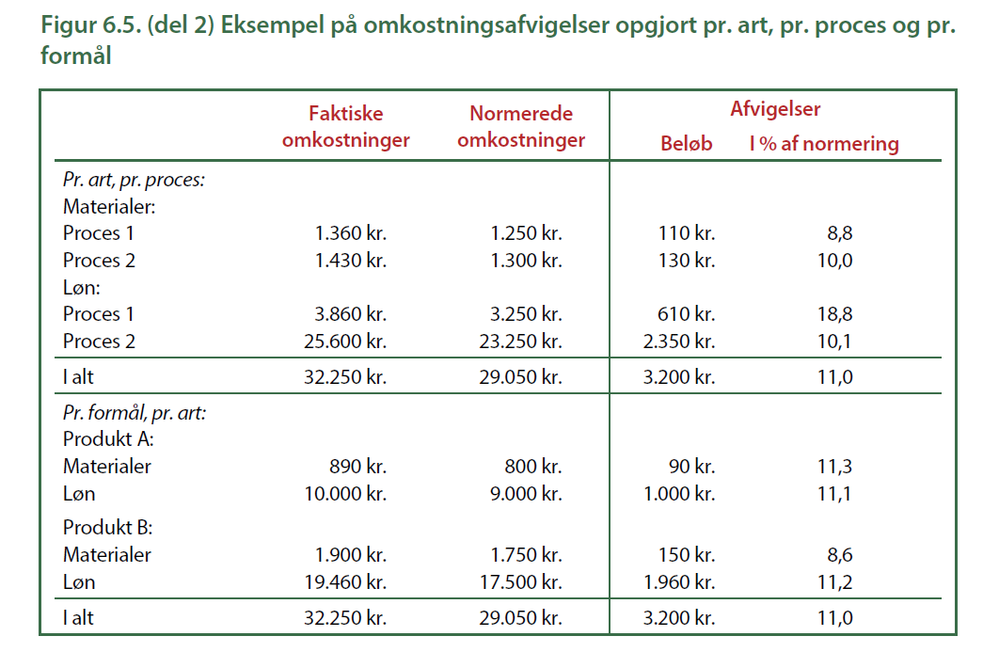 Figur 6.5. (del 2) Eksempel på omkostningsafvigelser opgjort pr. art, pr. proces og pr.
formål
Faktiske omkostninger Normerede omkostninger Afvigelser
Beløb I % af normering
Pr. art, pr. proces:
Materialer:
Proces 1 1.360 kr. 1.250 kr. 110 kr. 8,8
Proces 2 1.430 kr. 1.300 kr. 130 kr. 10,0
Løn:
Proces 1 3.860 kr. 3.250 kr. 610 kr. 18,8
Proces 2 25.600 kr. 23.250 kr. 2.350 kr. 10,1
I alt 32.250 kr. 29.050 kr. 3.200 kr. 11,0
Pr. formål, pr. art:
Produkt A:
Materialer 890 kr. 800 kr. 90 kr. 11,3
Løn 10.000 kr. 9.000 kr. 1.000 kr. 11,1
Produkt B:
Materialer 1.900 kr. 1.750 kr. 150 kr. 8,6
Løn 19.460 kr. 17.500 kr. 1.960 kr. 11,2
I alt 32.250 kr. 29.050 kr. 3.200 kr. 11,0